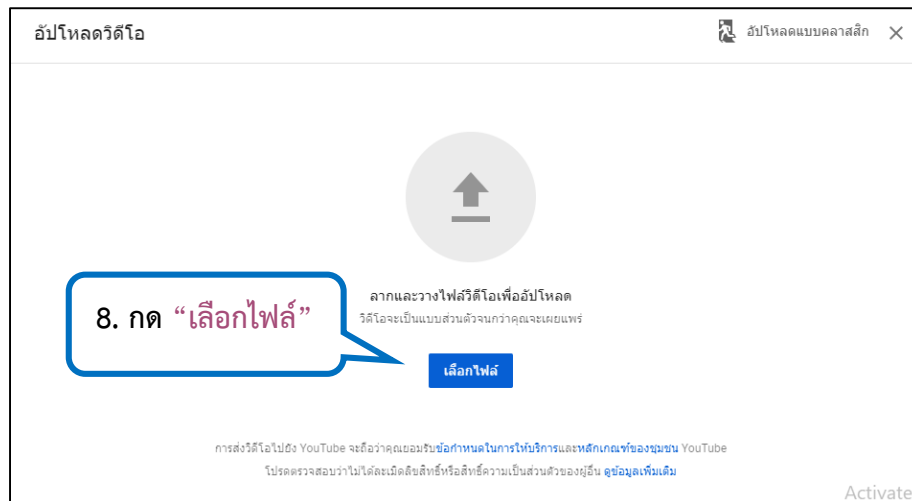 อัปโหลดวิดีโอ
อัปโหลดแบบคลาสสิก
ลากและวางไฟล์วิดีโอเพื่ออัปโหลด
วิดีโอจะเป็นแบบส่วนตัวจนกว่าคุณจะเผยแพร่
8. กด “เลือกไฟล์”
เลือกไฟล์
การส่งวิดีโอไปยัง YouTube จะถือว่าคุณยอมรับข้อกำหนดในการให้บริการและหลักเกณฑ์ของชุมชน YouTube
โปรดตรวจสอบว่าไม่ได้ละเมิดลิขสิทธิ์หรือสิทธิ์ความเป็นส่วนตัวของผู้อื่น ดูข้อมูลเพิ่มเติม
Activate